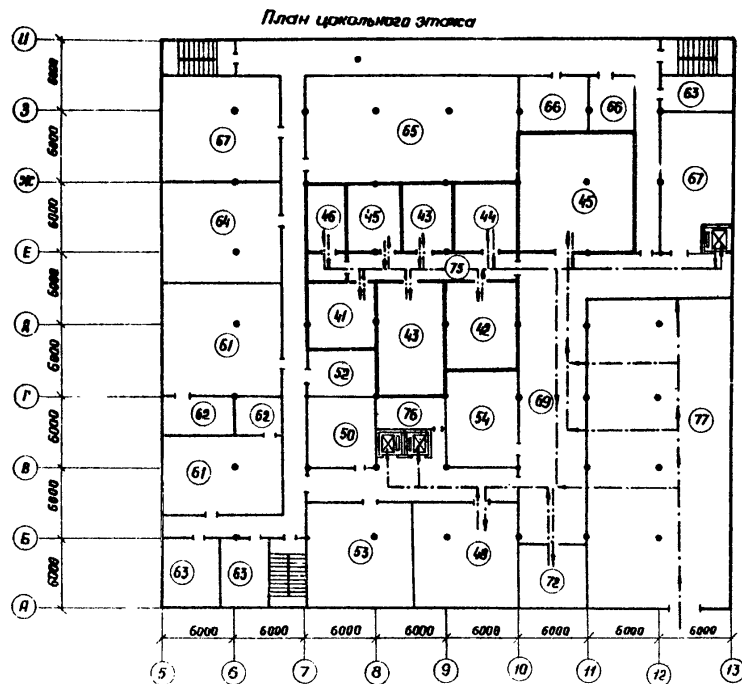 План цокольного этажа
И
6000
З
6000
Ж
6000
Е
6000
Д
6000
Г
6000
В
6000
Б
6000
А
66 66 63
67 65 67
64 46 45 43 44 45
75
61 41 43 42
52
62 62 50 76 54 69 77
61
63 63 53 48 72
6000 6000 6000 6000 6000 6000 6000 6000
5 6 7 8 9 10 11 12 13